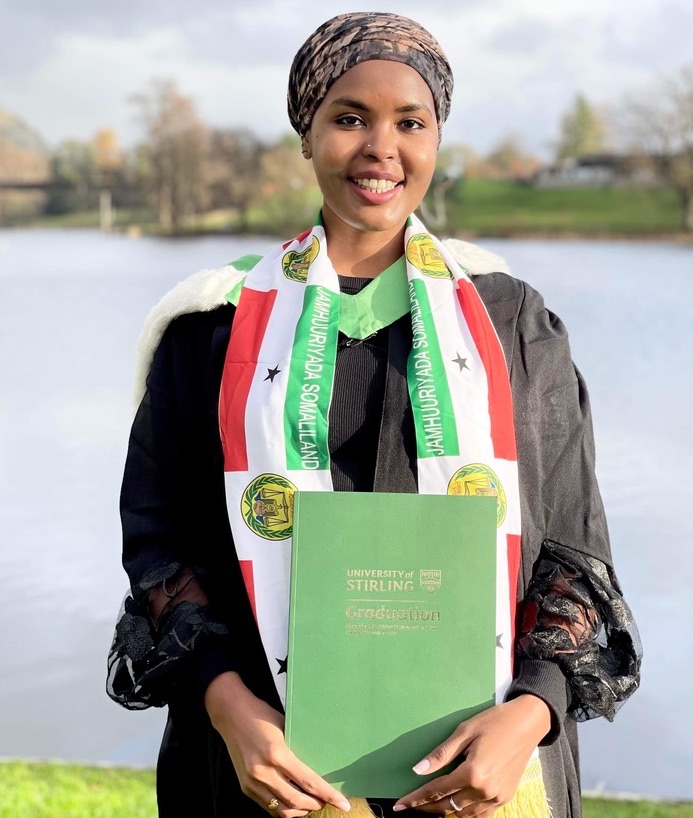 JAMHUURIYADA SOMALILAND
JAMHUURIYADA SOMALILAND
UNIVERSITY of
STIRLING
Graduation